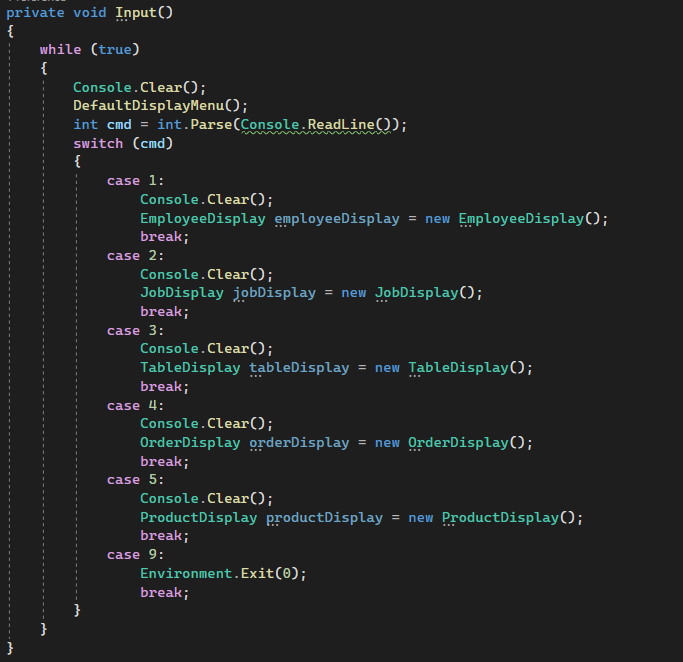 private void Input()
{
while (true)
{
Console.Clear();
DefaultDisplayMenu();
int cmd = int.Parse(Console.ReadLine());
switch (cmd)
{
case 1:
Console.Clear();
EmployeeDisplay employeeDisplay = new EmployeeDisplay();
break;
case 2:
Console.Clear();
JobDisplay jobDisplay = new JobDisplay();
break;
case 3:
Console.Clear();
TableDisplay tableDisplay = new TableDisplay();
break;
case 4:
Console.Clear();
OrderDisplay orderDisplay = new OrderDisplay();
break;
case 5:
Console.Clear();
ProductDisplay productDisplay = new ProductDisplay();
break;
case 9:
Environment.Exit(0);
break;
}
}
}